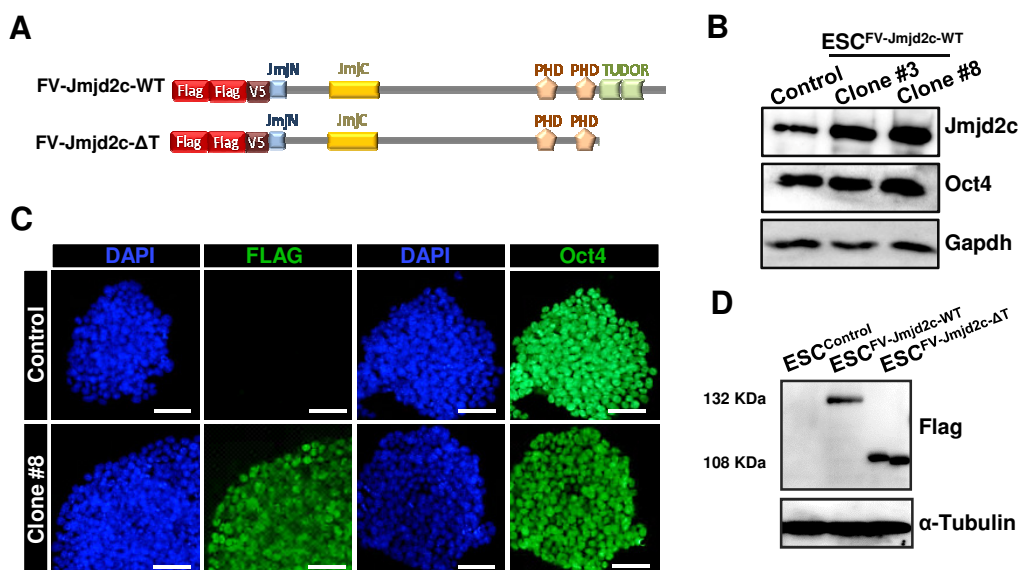 A
JmjN JmjC PHD PHD TUDOR
FV-Jmjd2c-WT Flag Flag V5
JmjN JmjC PHD PHD
FV-Jmjd2c-ΔT Flag Flag V5
B
ESCFV-Jmjd2c-WT
Control Clone #3 Clone #8
Jmjd2c
Oct4
Gapdh
C
DAPI FLAG DAPI Oct4
Control
Clone #8
D
ESCControl
ESCFV-Jmjd2c-WT
ESCFV-Jmjd2c-ΔT
132 KDa
Flag
108 KDa
α-Tubulin